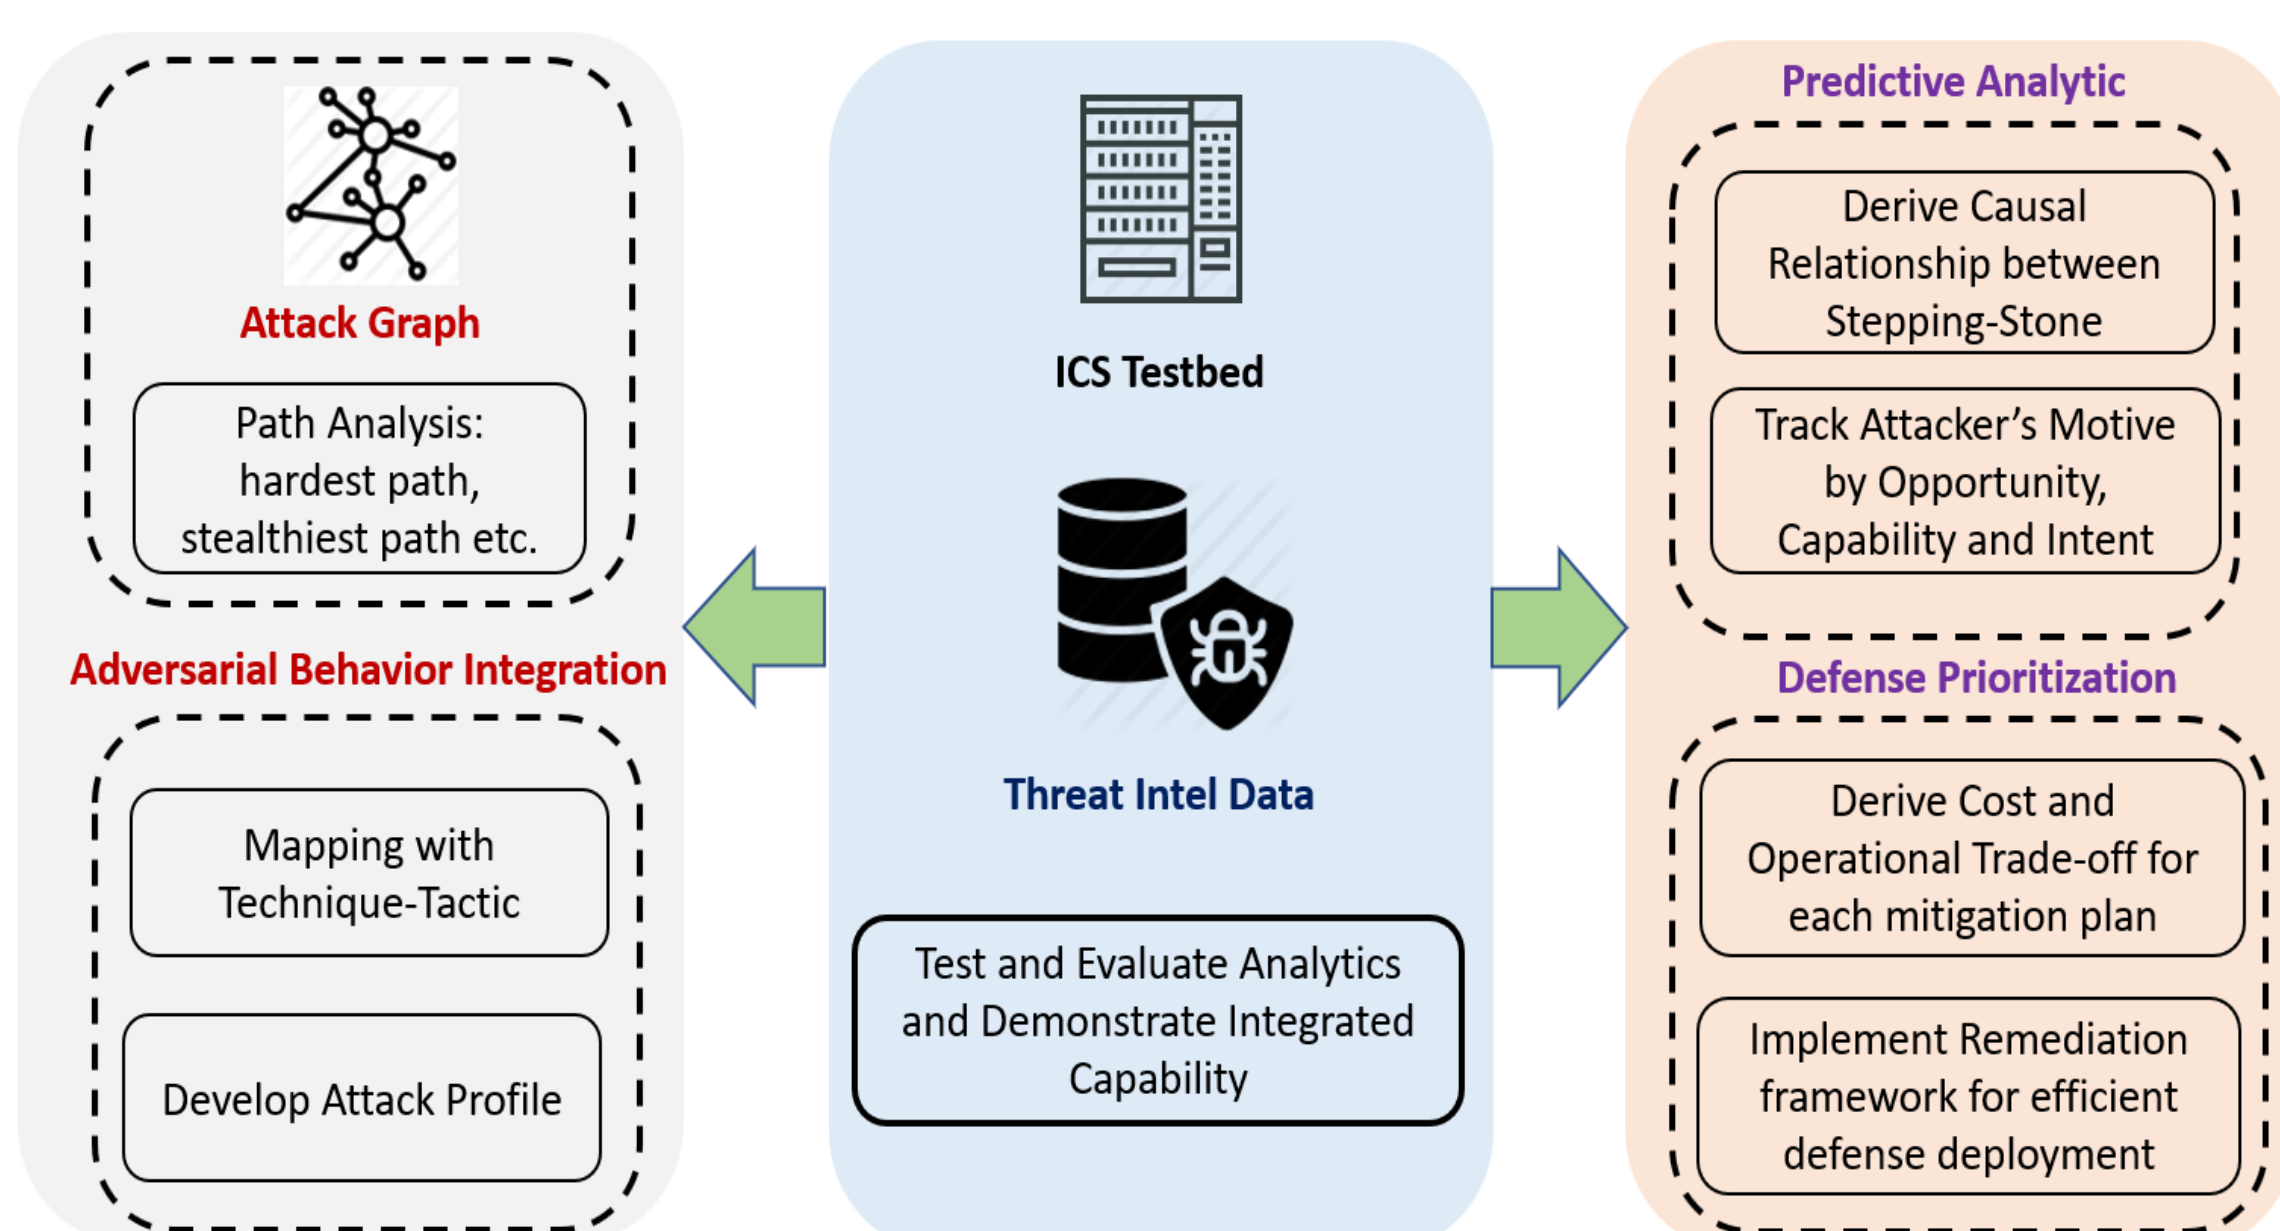 Attack Graph
Path Analysis:
hardest path,
stealthiest path etc.
Adversarial Behavior Integration
Mapping with
Technique-Tactic
Develop Attack Profile
ICS Testbed
Threat Intel Data
Test and Evaluate Analytics
and Demonstrate Integrated
Capability
Predictive Analytic
Derive Causal
Relationship between
Stepping-Stone
Track Attacker’s Motive
by Opportunity,
Capability and Intent
Defense Prioritization
Derive Cost and
Operational Trade-off for
each mitigation plan
Implement Remediation
framework for efficient
defense deployment